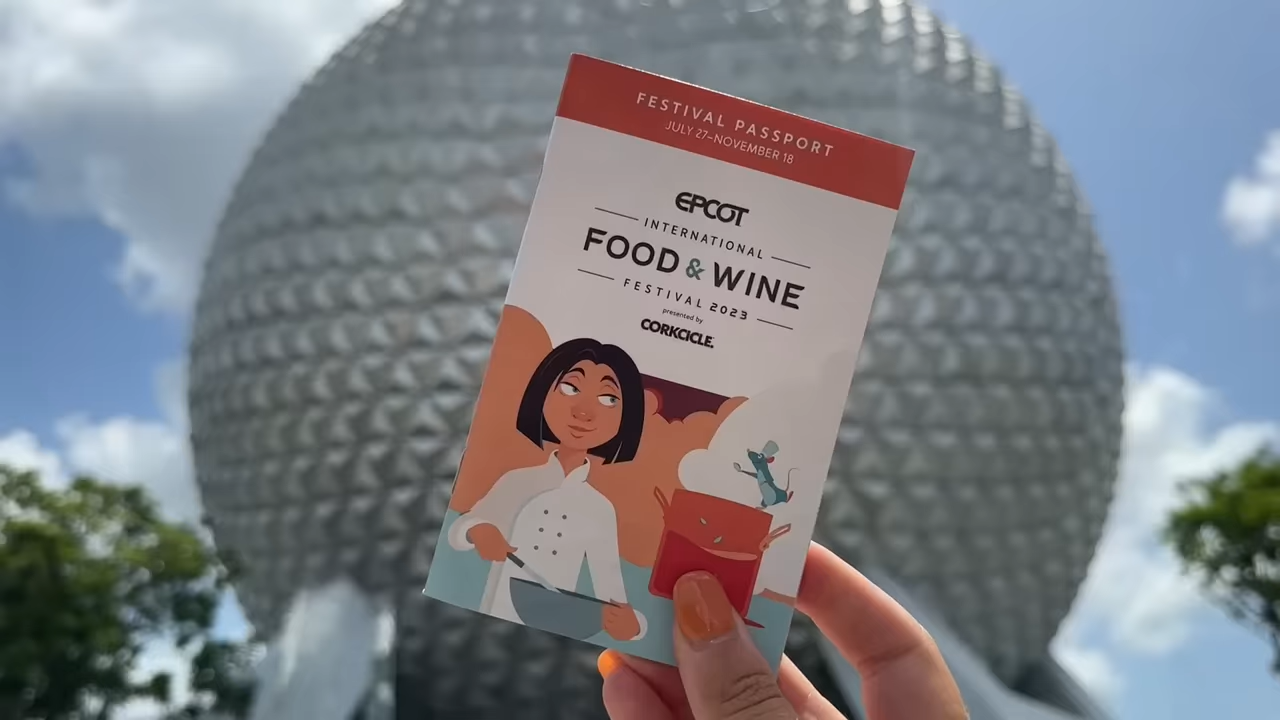 FESTIVAL PASSPORT
JULY 27–NOVEMBER 18
EPCOT
INTERNATIONAL
FOOD & WINE
FESTIVAL 2023
presented by
CORKCICLE.